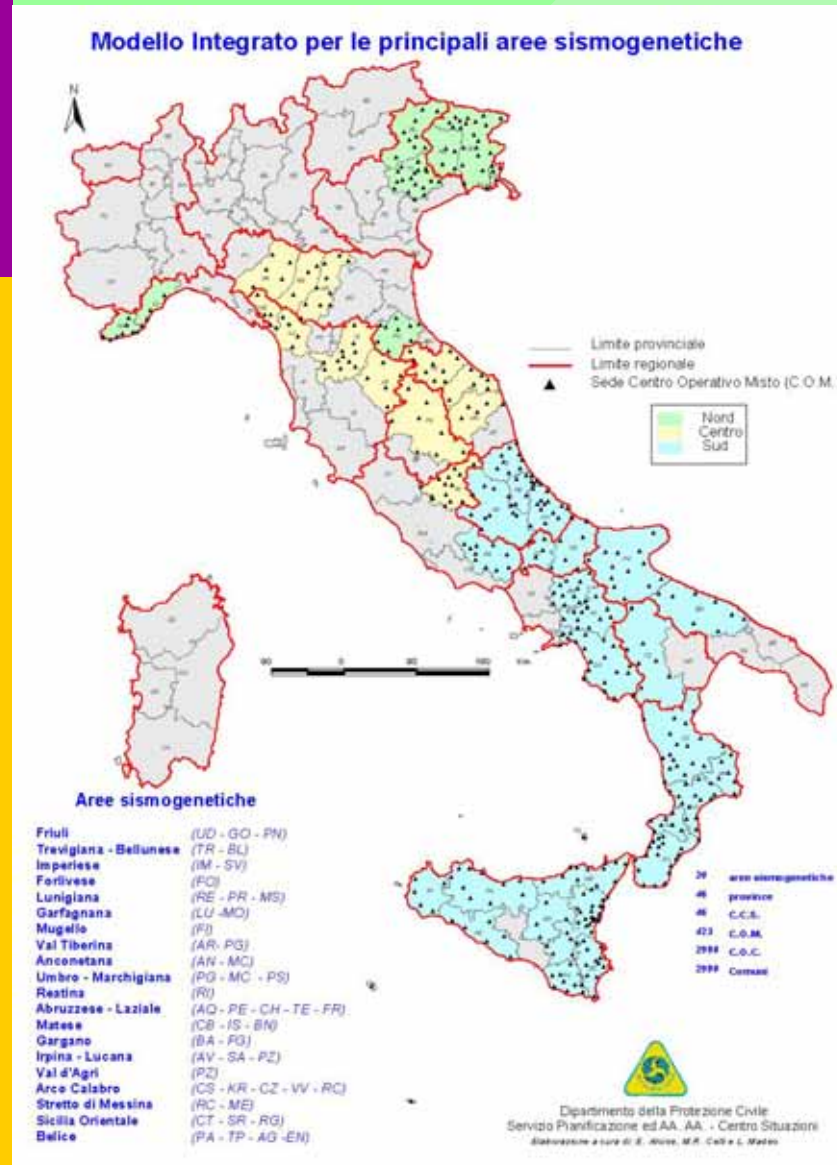 Modello Integrato per le principali aree sismogenetiche
N
Limite provinciale
Limite regionale
Sede Centro Operativo Misto (C.O.M.
Nord
Centro
Sud
Aree sismogenetiche
Friuli (UD - GO - PN)
Trevigiana - Bellunese (TR - BL)
Imperiese (IM - SV)
Forlivese (FO)
Lunigiana (RE - PR - MS)
Garfagnana (LU -MO)
Mugello (FI)
Val Tiberina (AR- PG)
Anconetana (AN - MC)
Umbro - Marchigiana (PG - MC - PS)
Reatina (RI)
Abruzzese - Laziale (AQ - PE - CH - TE - FR)
Matese (CB - IS - BN)
Gargano (BA - FG)
Irpina - Lucana (AV - SA - PZ)
Val d'Agri (PZ)
Arco Calabro (CS - KR - CZ - VV - RC)
Stretto di Messina (RC - ME)
Sicilia Orientale (CT - SR - RG)
Belice (PA - TP - AG -EN)
aree sismogenetiche
province
C.C.S.
C.O.M.
C.O.C.
Comuni
Dipartimento della Protezione Civile
Servizio Pianificazione ed AA. AA. - Centro Situazioni
Elaborazione a cura di